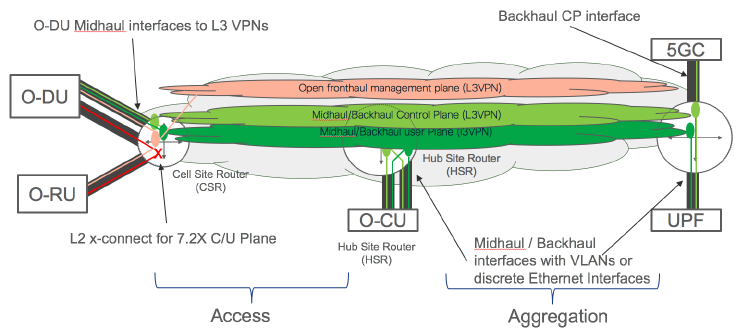 Backhaul CP interface
O-DU Midhaul interfaces to L3 VPNs
5GC
O-DU
Open fronthaul management plane (L3VPN)
Midhaul/Backhaul Control Plane (L3VPN)
Midhaul/Backhaul user Plane (l3VPN)
Cell Site Router
(CSR)
Hub Site Router
(HSR)
O-RU
O-CU
UPF
L2 x-connect for 7.2X C/U Plane
Hub Site Router
(HSR)
Midhaul / Backhaul
interfaces with VLANs or
discrete Ethernet Interfaces
Access
Aggregation